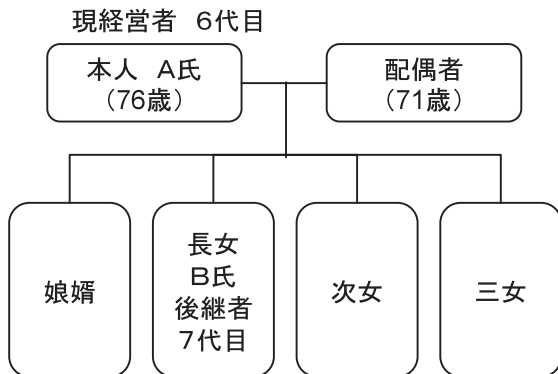 現経営者 6代目
本人 A氏
（76歳）
配偶者
（71歳）
娘婿
長女
B氏
後継者
7代目
次女
三女